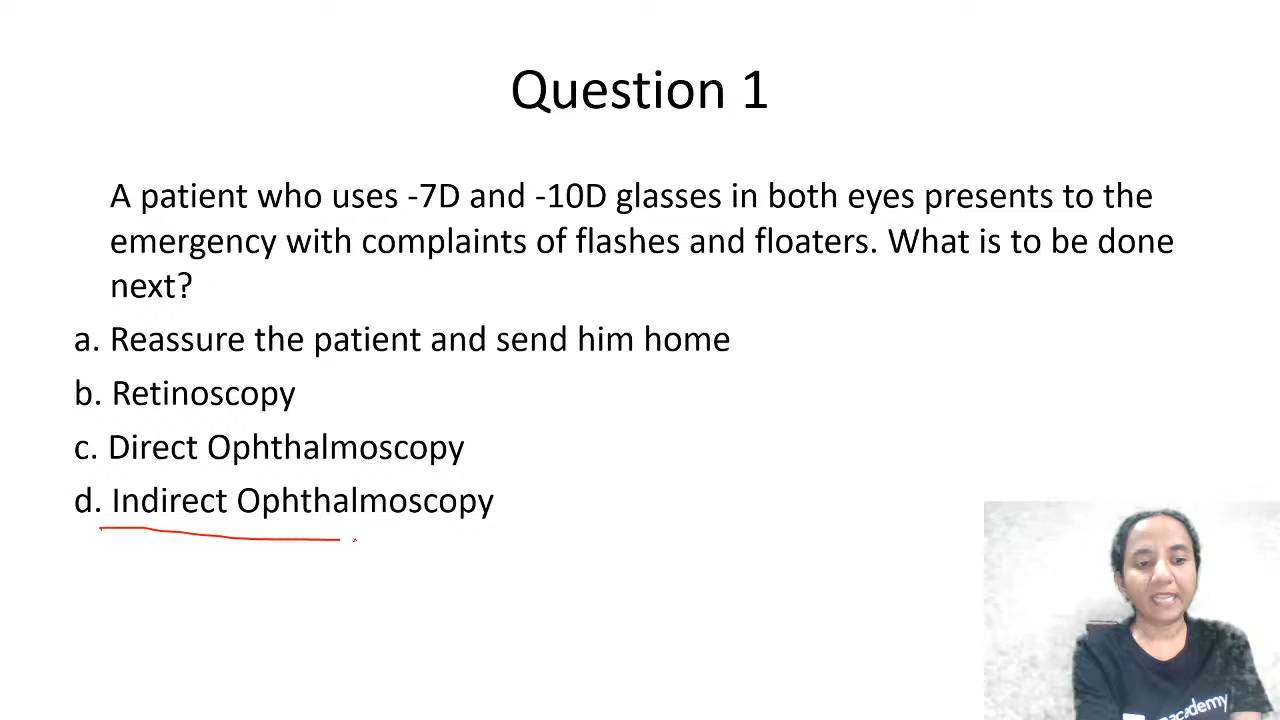 Question 1
A patient who uses -7D and -10D glasses in both eyes presents to the
emergency with complaints of flashes and floaters. What is to be done
next?
a. Reassure the patient and send him home
b. Retinoscopy
c. Direct Ophthalmoscopy
d. Indirect Ophthalmoscopy